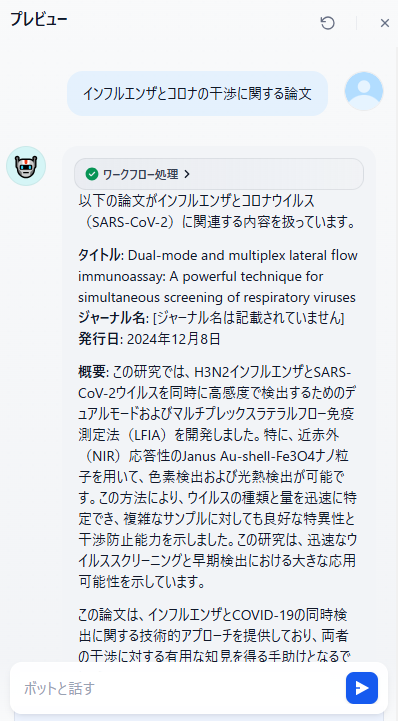 プレビュー
インフルエンザとコロナの干渉に関する論文
ワークフロー処理
以下の論文がインフルエンザとコロナウイルス
（SARS-CoV-2）に関連する内容を扱っています。
タイトル: Dual-mode and multiplex lateral flow
immunoassay: A powerful technique for
simultaneous screening of respiratory viruses
ジャーナル名: [ジャーナル名は記載されていません]
発行日: 2024年12月8日
概要: この研究では、H3N2インフルエンザとSARS-
CoV-2ウイルスを同時に高感度で検出するためのデ
ュアルモードおよびマルチプレックスラテラルフロー免疫
測定法（LFIA）を開発しました。特に、近赤外
（NIR）応答性のJanus Au-shell-Fe3O4ナノ粒
子を用いて、色素検出および光熱検出が可能で
す。この方法により、ウイルスの種類と量を迅速に特
定でき、複雑なサンプルに対しても良好な特異性と
干渉防止能力を示しました。この研究は、迅速なウ
イルススクリーニングと早期検出における大きな応用
可能性を示しています。
この論文は、インフルエンザとCOVID-19の同時検
出に関する技術的アプローチを提供しており、両者
の干渉に対する有用な知見を得る手助けとなるで
ボットと話す